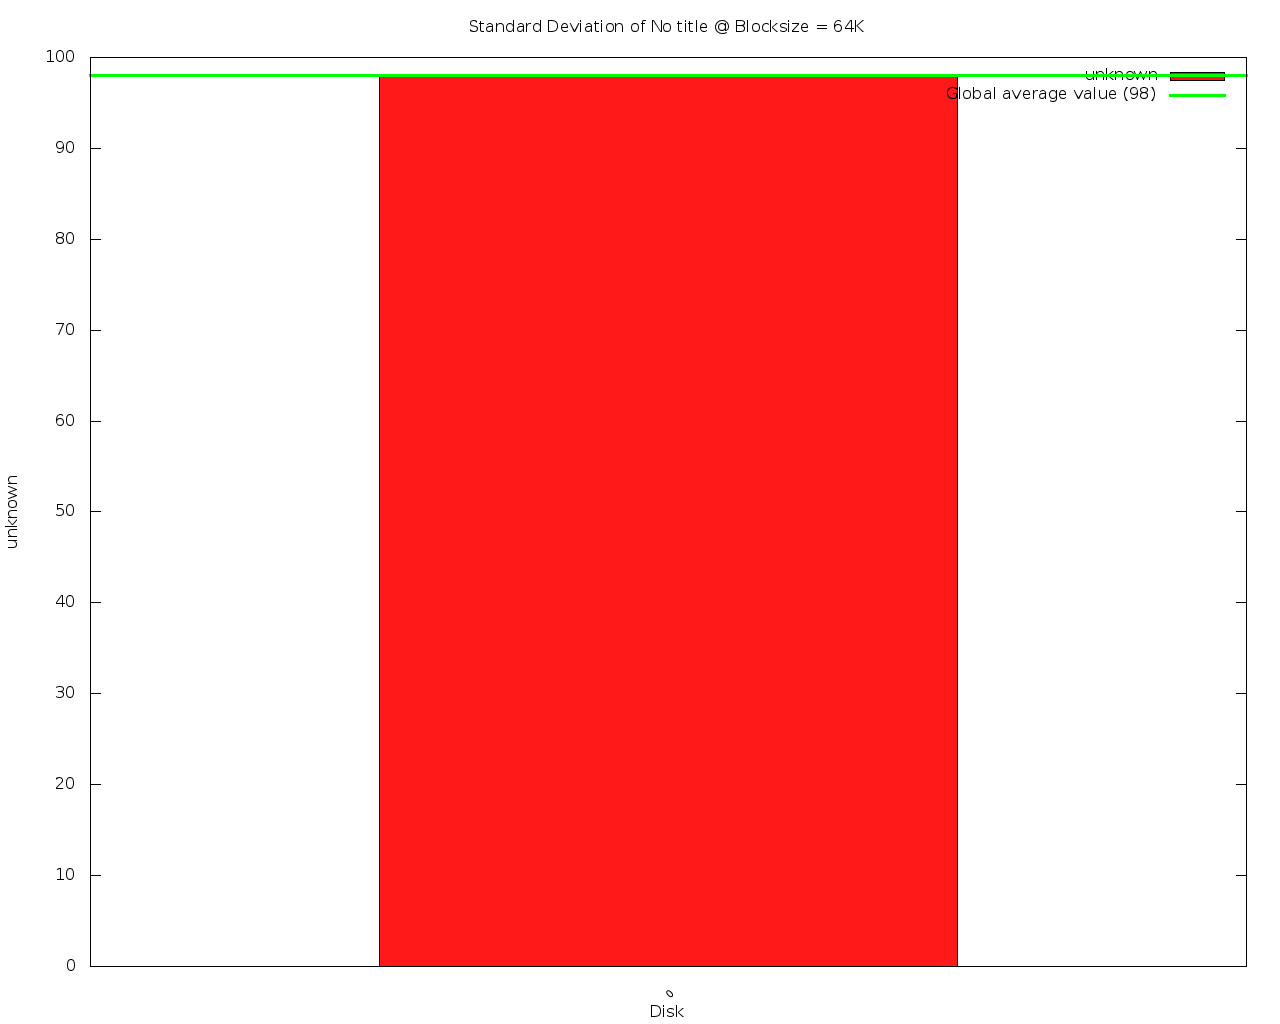 Standard Deviation of No title @ Blocksize = 64K
100
unknown
Global average value (98)
90
80
70
60
50
unknown
40
30
20
10
0
0
Disk